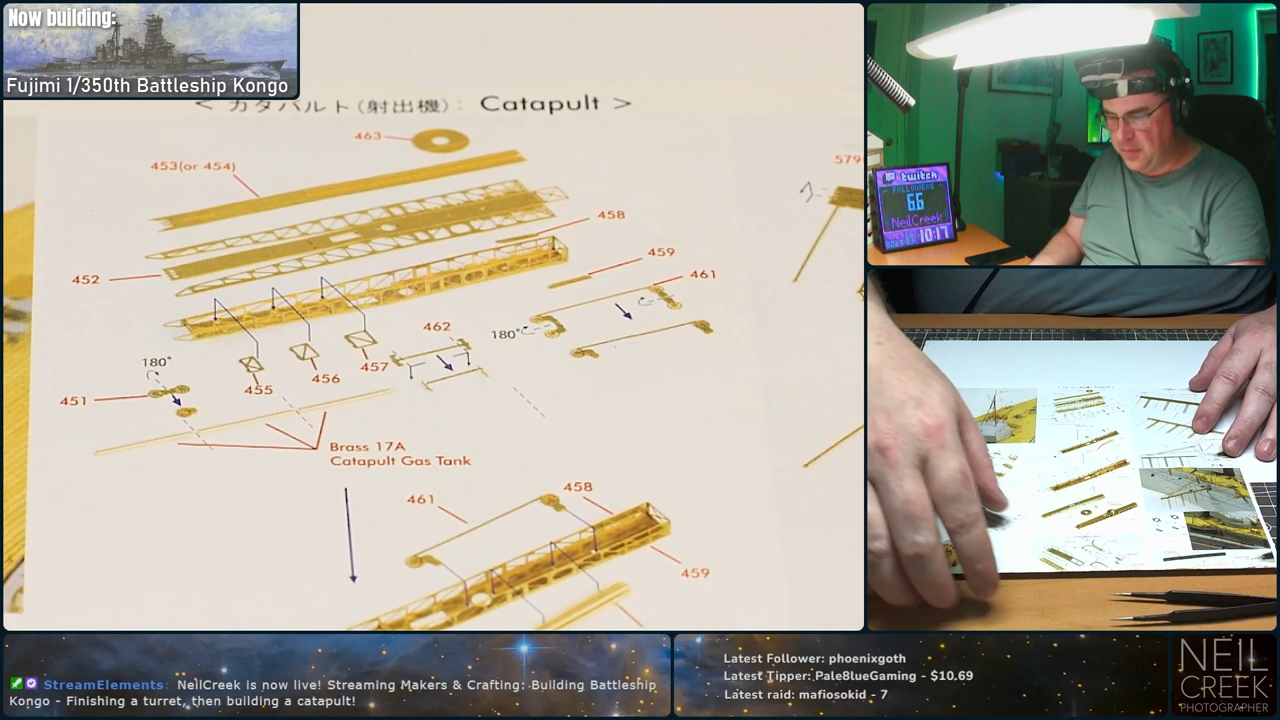 Now building:
Fujimi 1/350th Battleship Kongo
< カタパルト(射出機): Catapult >
463
453(or 454)
458
452
459
461
462
180°
457
456
455
180°
451
Brass 17A
Catapult Gas Tank
461
458
459
579
twitch
FOLLOWERS
66
NeilCreek
10:17
StreamElements: NeilCreek is now live! Streaming Makers & Crafting: Building Battleship
Kongo - Finishing a turret, then building a catapult!
Latest Follower: phoenixgoth
Latest Tipper: Pale8lueGaming - $10.69
Latest raid: mafiosokid - 7
NEIL
CREEK
PHOTOGRAPHER